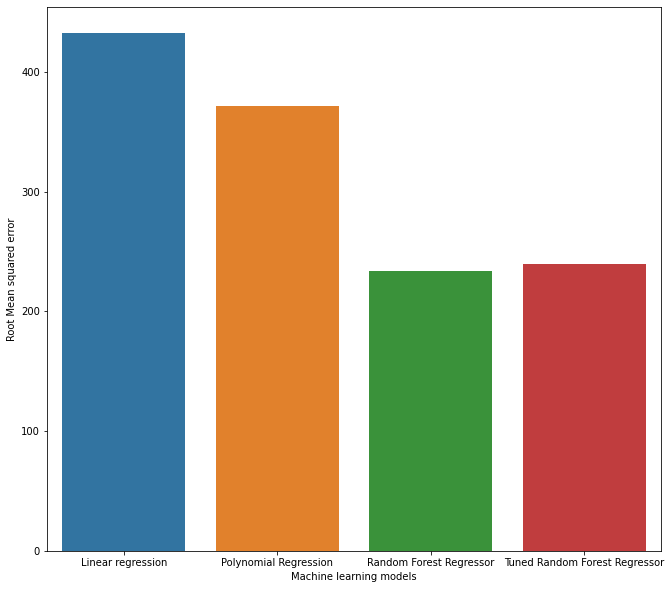 400
300
200
100
0
Root Mean squared error
Linear regression
Polynomial Regression
Random Forest Regressor
Tuned Random Forest Regressor
Machine learning models